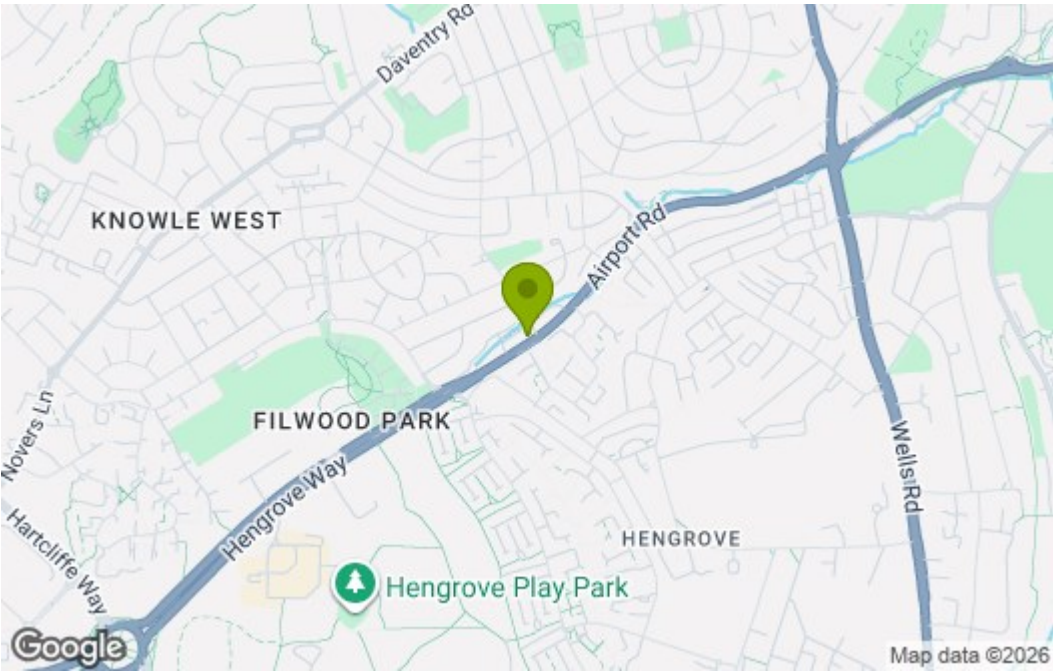 Daventry Rd
KNOWLE WEST
Airport Rd
FILWOOD PARK
Novers Ln
Wells Rd
Hengrove Way
Hartcliffe Way
HENGROVE
Hengrove Play Park
Google
Map data ©2026